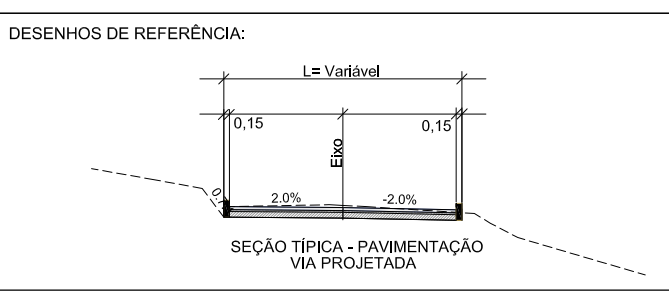 DESENHOS DE REFERÊNCIA:
L= Variável
0,15
0,15
Eixo
2.0%
-2.0%
SEÇÃO TÍPICA - PAVIMENTAÇÃO
VIA PROJETADA